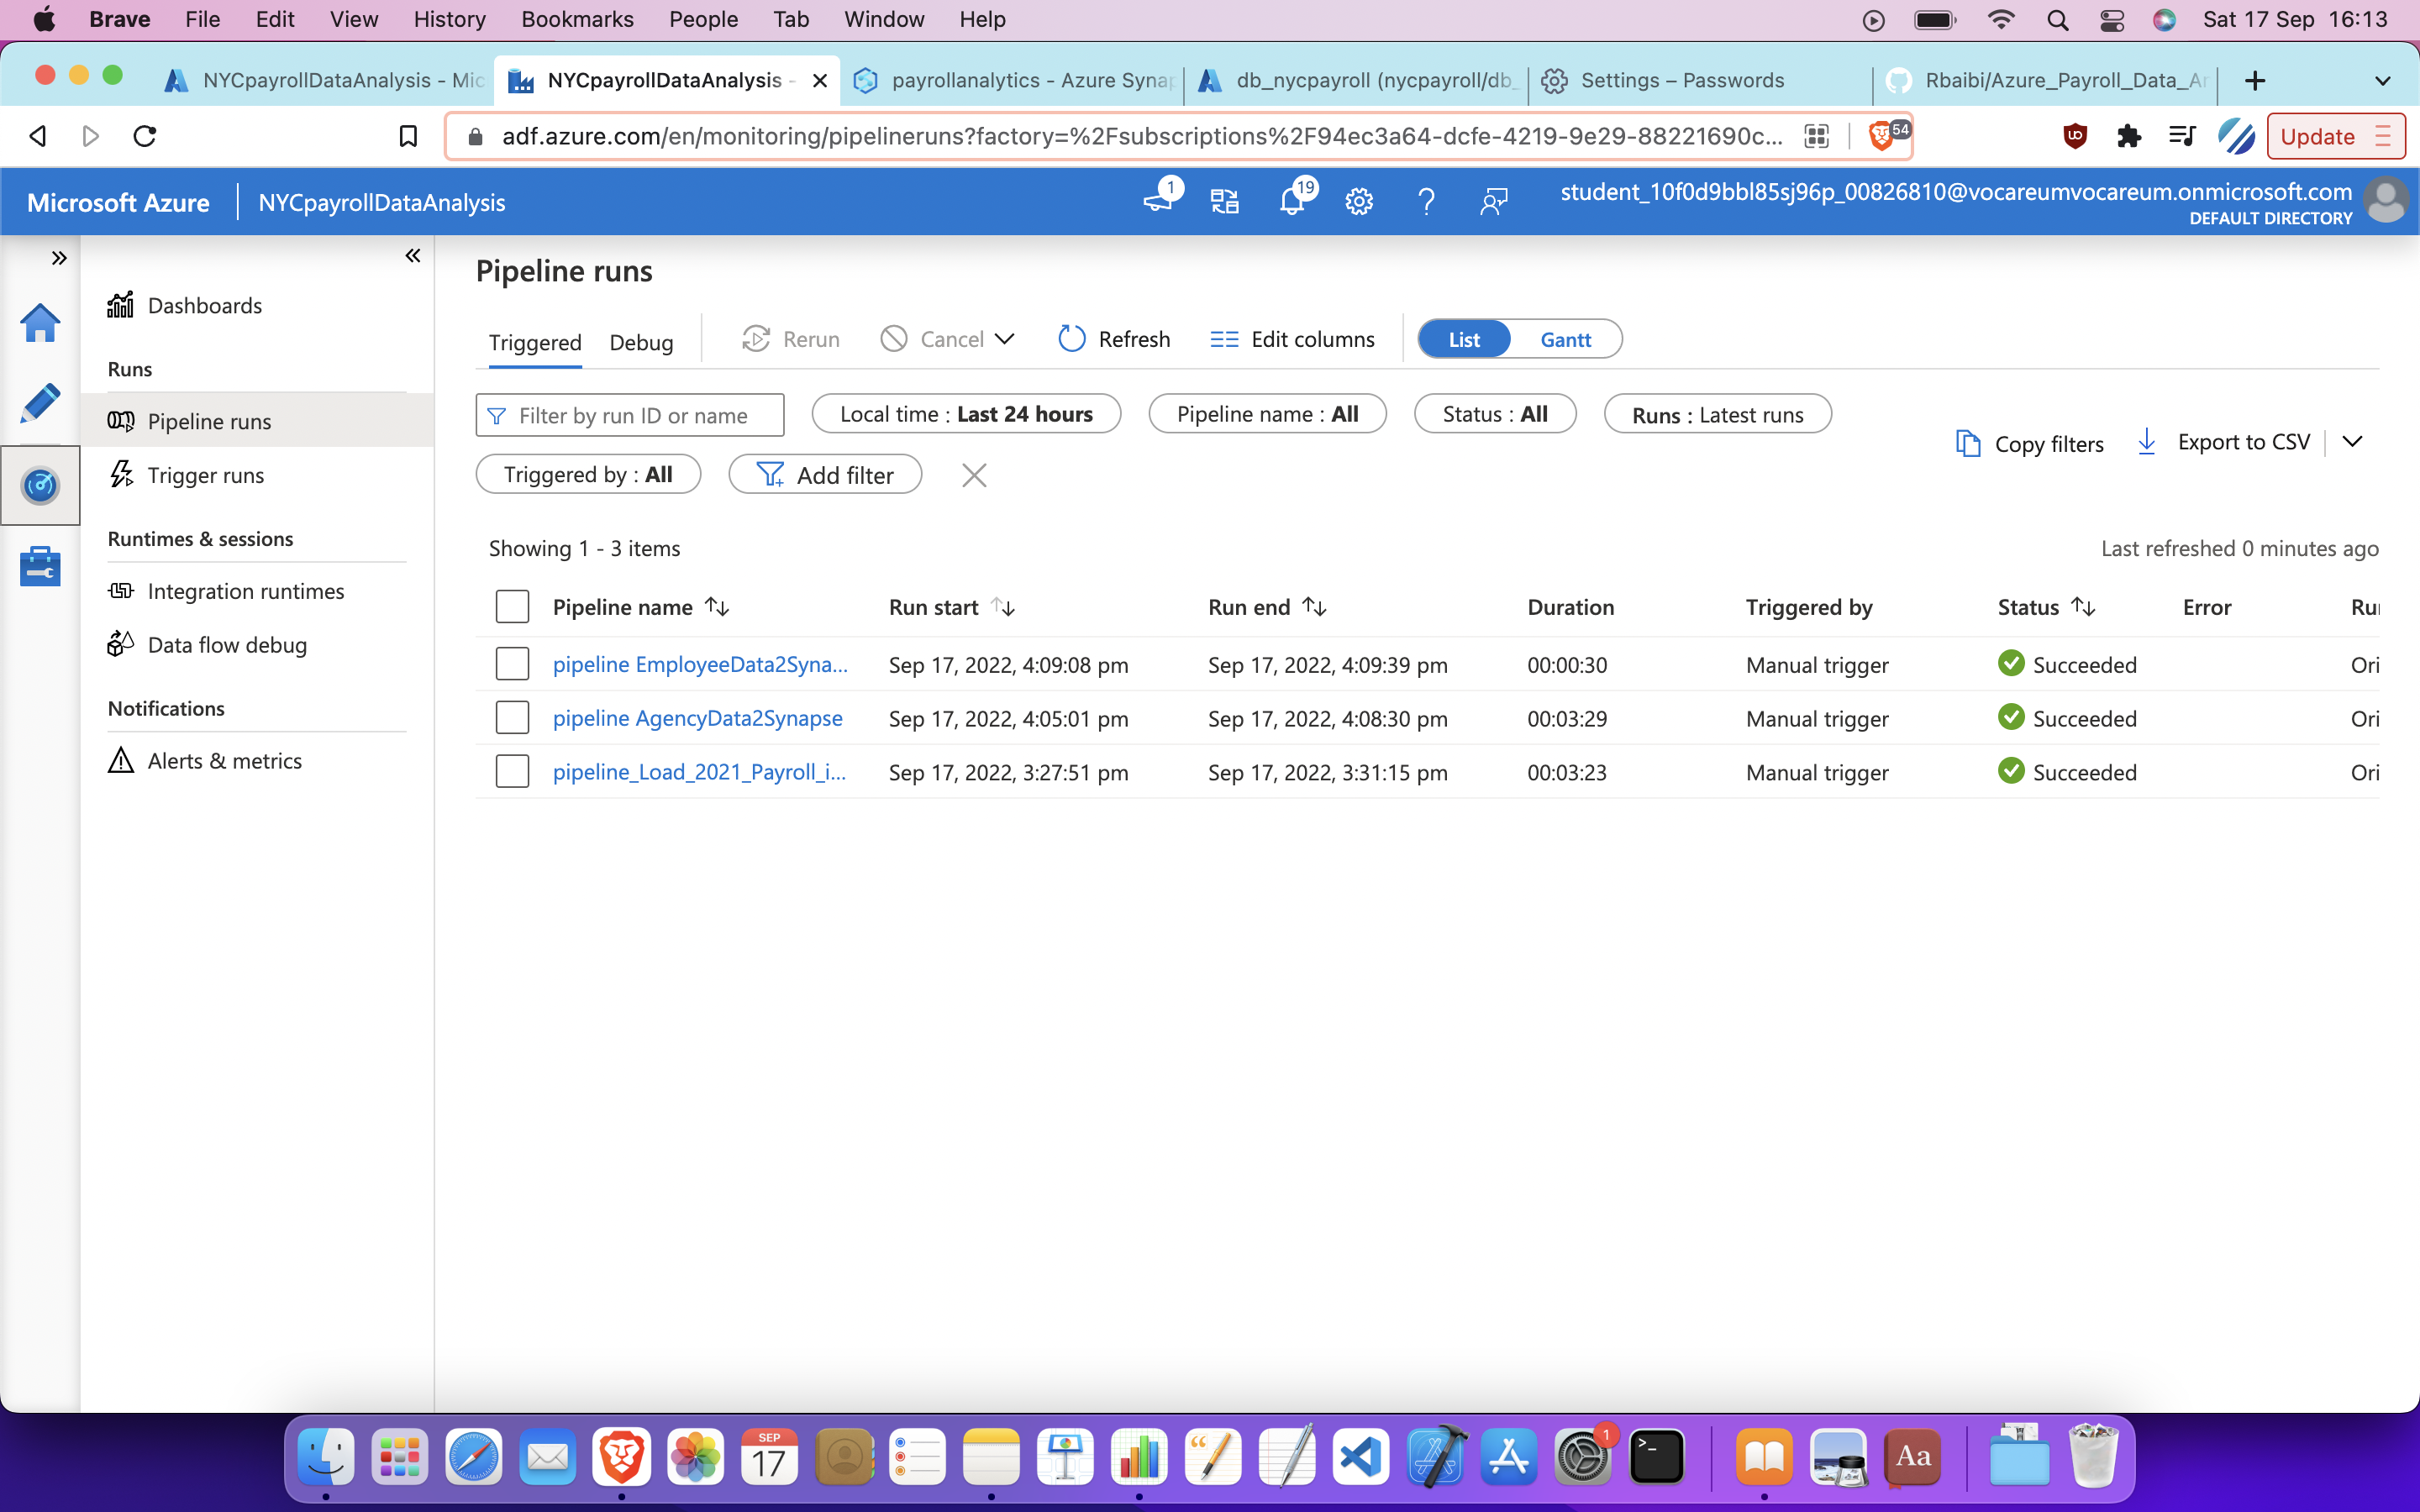 Brave File Edit View History Bookmarks People Tab Window Help Sat 17 Sep 16:13
NYCpayrollDataAnalysis - Mic NYCpayrollDataAnalysis - payrollanalytics - Azure Synap db_nycpayroll (nycpayroll/db_ Settings – Passwords Rbaibi/Azure_Payroll_Data_Ar
adf.azure.com/en/monitoring/pipelineruns?factory=%2Fsubscriptions%2F94ec3a64-dcfe-4219-9e29-88221690c... 54 Update
Microsoft Azure NYCpayrollDataAnalysis 1 19 student_10f0d9bbl85sj96p_00826810@vocareumvocareum.onmicrosoft.com
DEFAULT DIRECTORY
Dashboards
Runs
Pipeline runs
Trigger runs
Runtimes & sessions
Integration runtimes
Data flow debug
Notifications
Alerts & metrics
Pipeline runs
Triggered Debug Rerun Cancel Refresh Edit columns List Gantt
Filter by run ID or name Local time : Last 24 hours Pipeline name : All Status : All Runs : Latest runs
Triggered by : All Add filter
Copy filters Export to CSV
Showing 1 - 3 items Last refreshed 0 minutes ago
Pipeline name Run start Run end Duration Triggered by Status Error Ru
pipeline EmployeeData2Syna... Sep 17, 2022, 4:09:08 pm Sep 17, 2022, 4:09:39 pm 00:00:30 Manual trigger Succeeded Ori
pipeline AgencyData2Synapse Sep 17, 2022, 4:05:01 pm Sep 17, 2022, 4:08:30 pm 00:03:29 Manual trigger Succeeded Ori
pipeline_Load_2021_Payroll_i... Sep 17, 2022, 3:27:51 pm Sep 17, 2022, 3:31:15 pm 00:03:23 Manual trigger Succeeded Ori
SEP
17
1
Aa